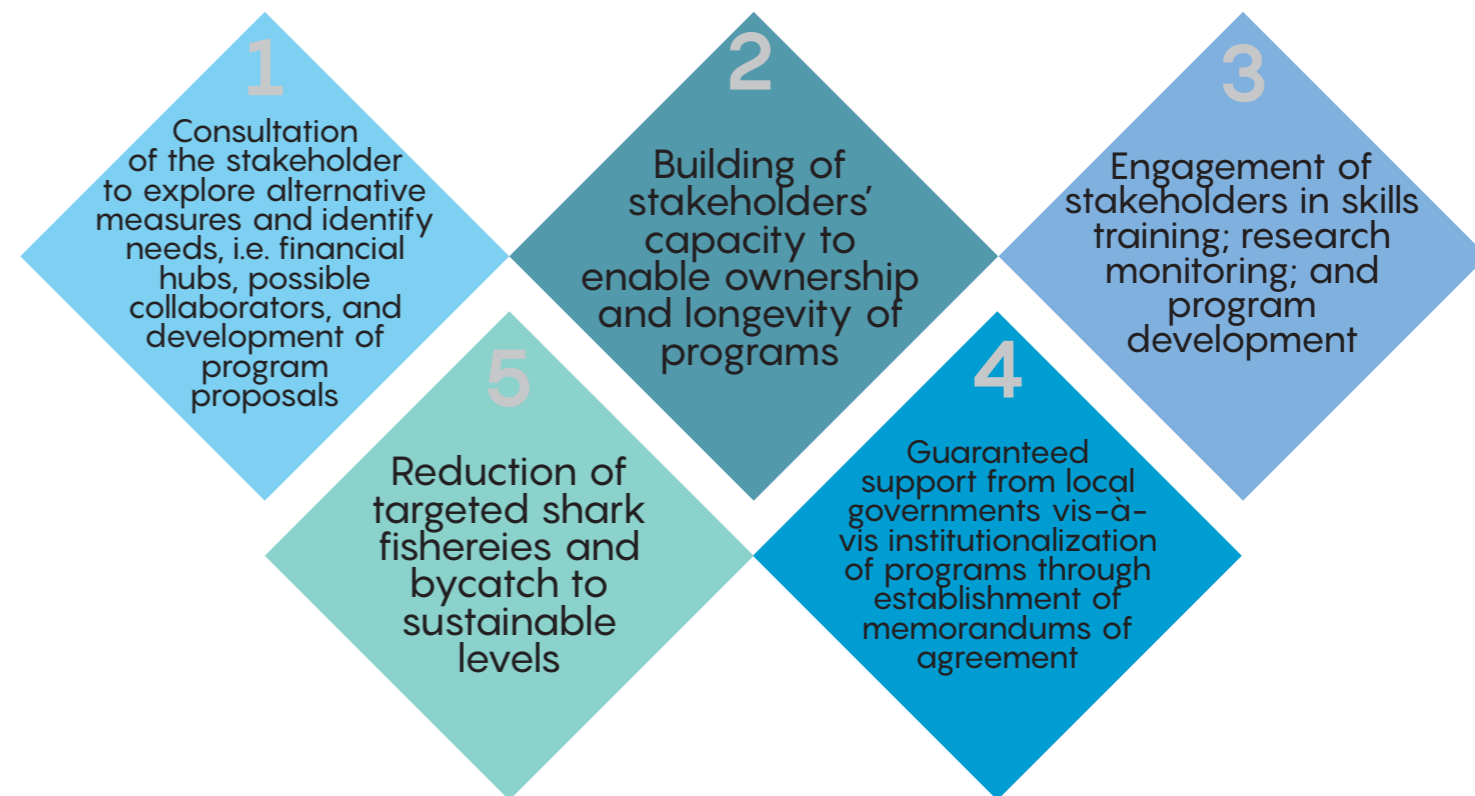 1
Consultation
of the stakeholder
to explore alternative
measures and identify
needs, i.e. financial
hubs, possible
collaborators, and
development of
program
proposals
2
Building of
stakeholders’
capacity to
enable ownership
and longevity of
programs
3
Engagement of
stakeholders in skills
training; research
monitoring; and
program
development
4
Guaranteed
support from local
governments vis-à-
vis institutionalization
of programs through
establishment of
memorandums of
agreement
5
Reduction of
targeted shark
fishereies and
bycatch to
sustainable
levels